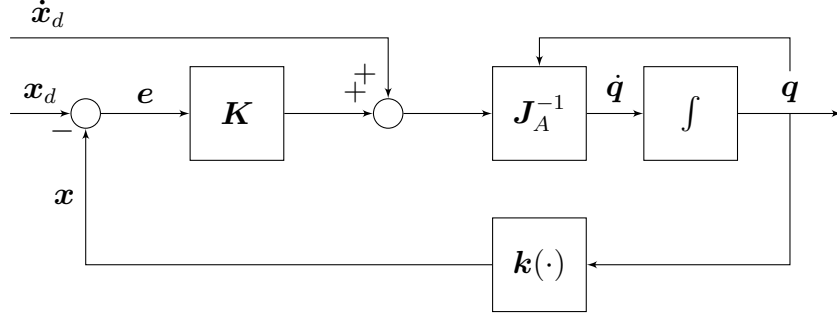 ẋ_d
x_d
−
e
K
+
+
J_A^{-1}
q̇
∫
q
x
k(·)